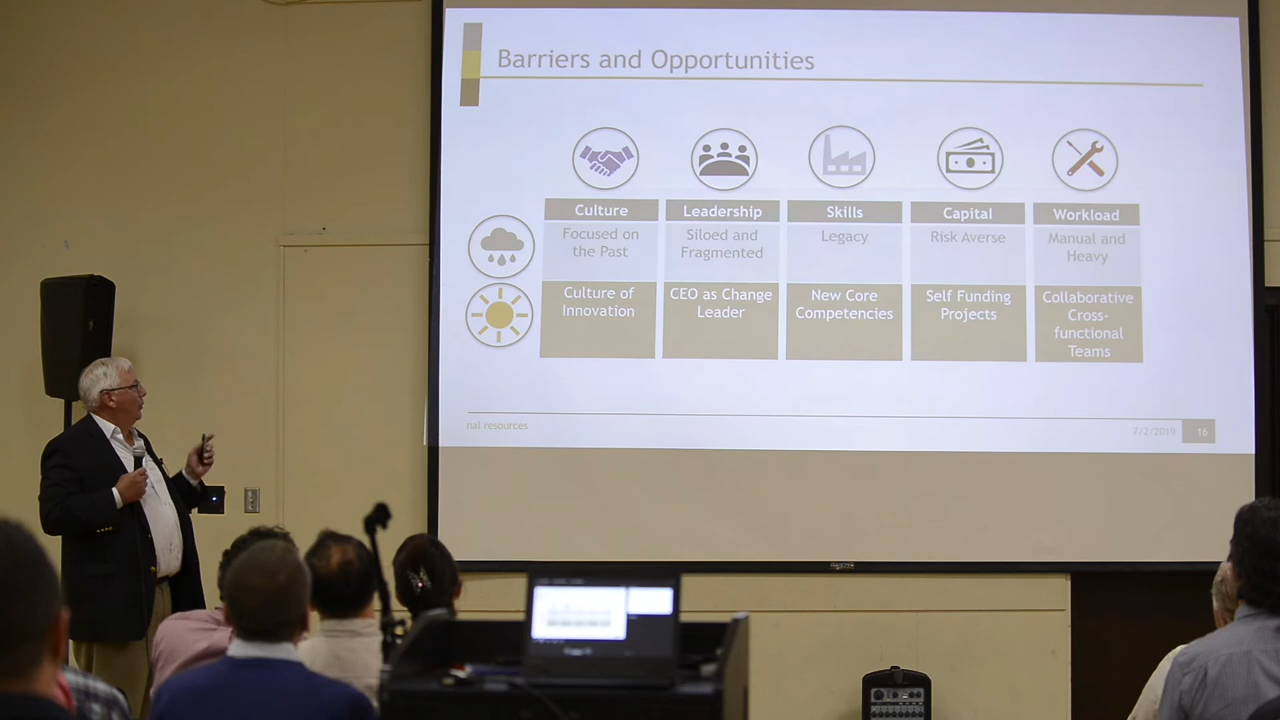 Barriers and Opportunities
Culture
Leadership
Skills
Capital
Workload
Focused on
the Past
Siloed and
Fragmented
Legacy
Risk Averse
Manual and
Heavy
Culture of
Innovation
CEO as Change
Leader
New Core
Competencies
Self Funding
Projects
Collaborative
Cross-
functional
Teams
nal resources
7/2/2019
16